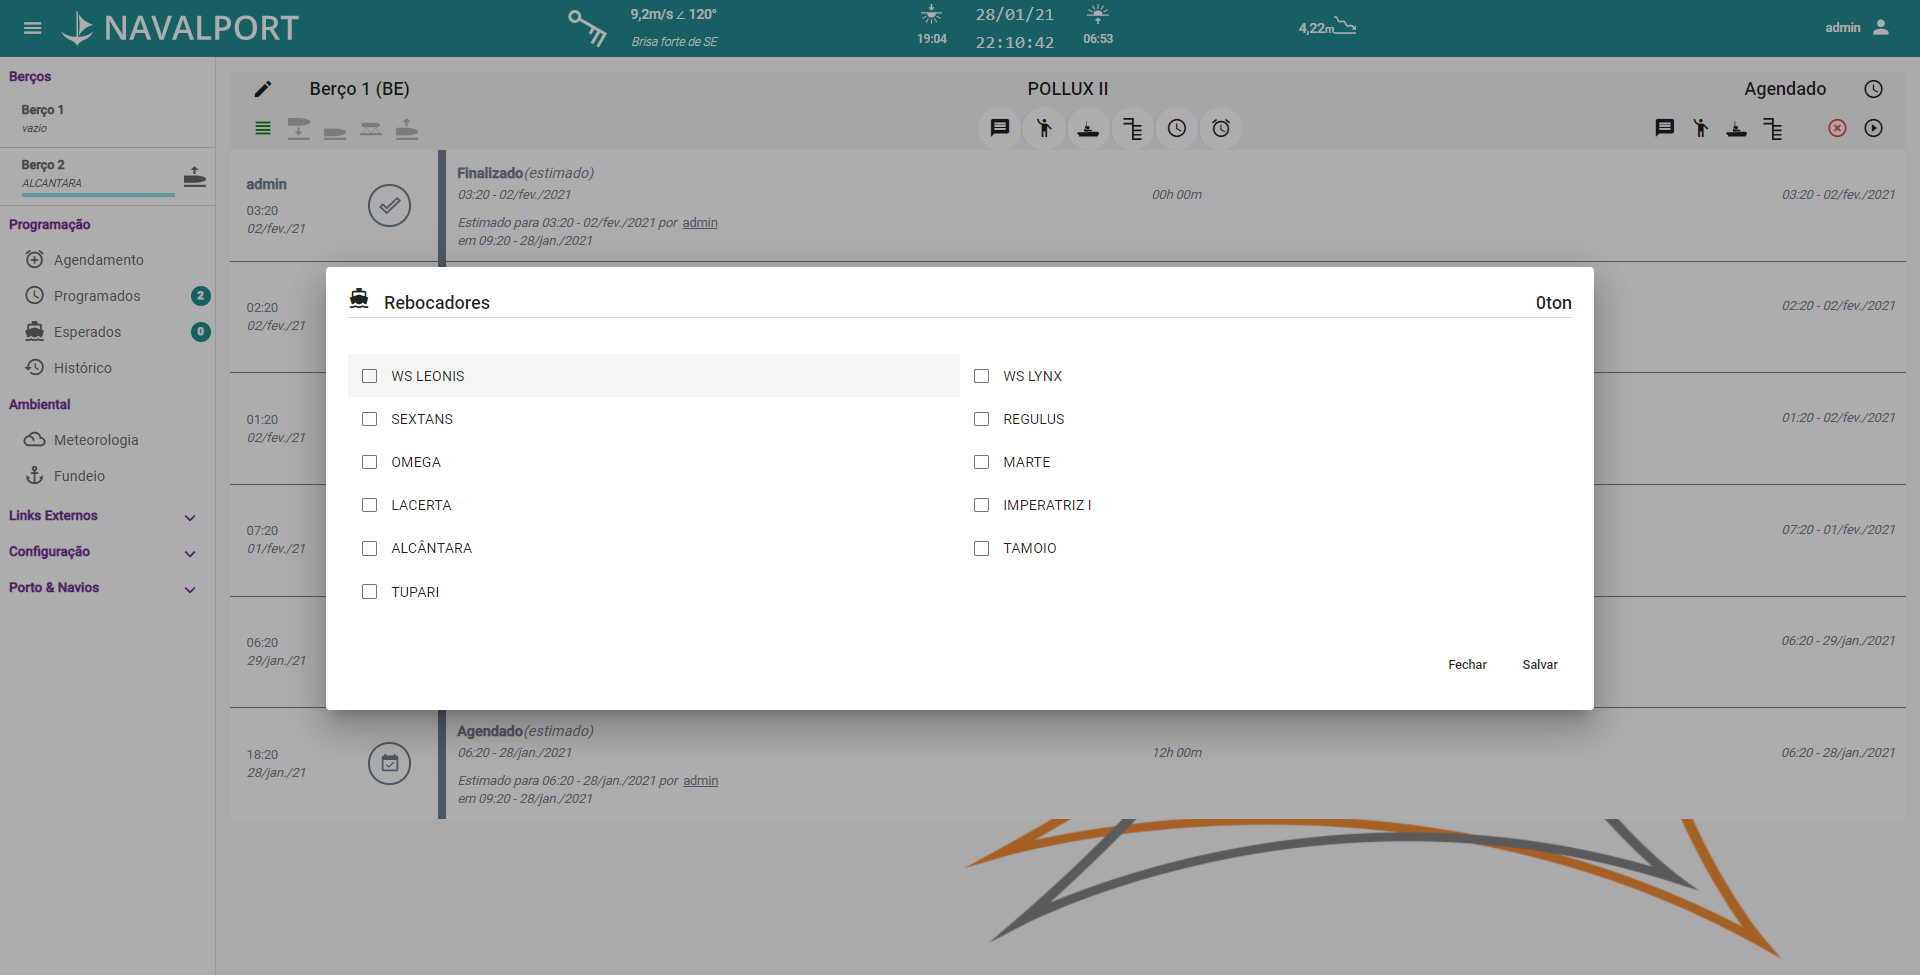 NAVALPORT
9,2m/s ∠ 120°
Brisa forte de SE
19:04
28/01/21
22:10:42
06:53
4,22m
admin
Berços
Berço 1
vazio
Berço 2
ALCANTARA
Programação
Agendamento
Programados
2
Esperados
0
Histórico
Ambiental
Meteorologia
Fundeio
Links Externos
Configuração
Porto & Navios
Berço 1 (BE)
POLLUX II
Agendado
admin
03:20
02/fev./21
Finalizado(estimado)
03:20 - 02/fev./2021
00h 00m
03:20 - 02/fev./2021
Estimado para 03:20 - 02/fev./2021 por admin
em 09:20 - 28/jan./2021
02:20
02/fev./21
02:20 - 02/fev./2021
01:20
02/fev./21
01:20 - 02/fev./2021
07:20
01/fev./21
07:20 - 01/fev./2021
06:20
29/jan./21
06:20 - 29/jan./2021
Rebocadores
0ton
WS LEONIS
WS LYNX
SEXTANS
REGULUS
OMEGA
MARTE
LACERTA
IMPERATRIZ I
ALCÂNTARA
TAMOIO
TUPARI
Fechar
Salvar
18:20
28/jan./21
Agendado(estimado)
06:20 - 28/jan./2021
12h 00m
06:20 - 28/jan./2021
Estimado para 06:20 - 28/jan./2021 por admin
em 09:20 - 28/jan./2021